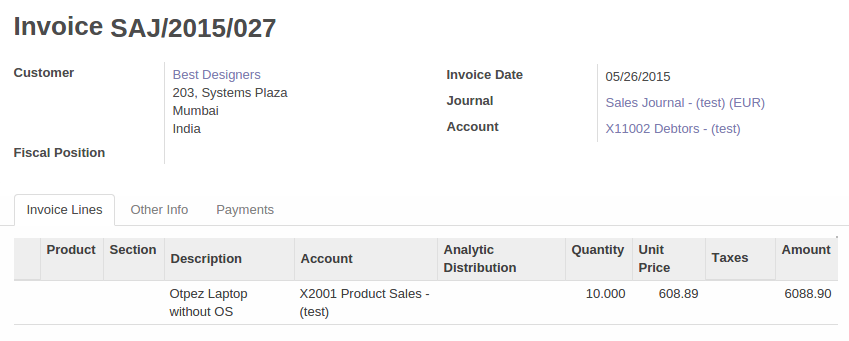 Invoice SAJ/2015/027
Customer
Best Designers
203, Systems Plaza
Mumbai
India
Fiscal Position
Invoice Date 05/26/2015
Journal Sales Journal - (test) (EUR)
Account X11002 Debtors - (test)
Invoice Lines Other Info Payments
Product Section Description Account Analytic Distribution Quantity Unit Price Taxes Amount
Otpez Laptop without OS X2001 Product Sales - (test) 10.000 608.89 6088.90